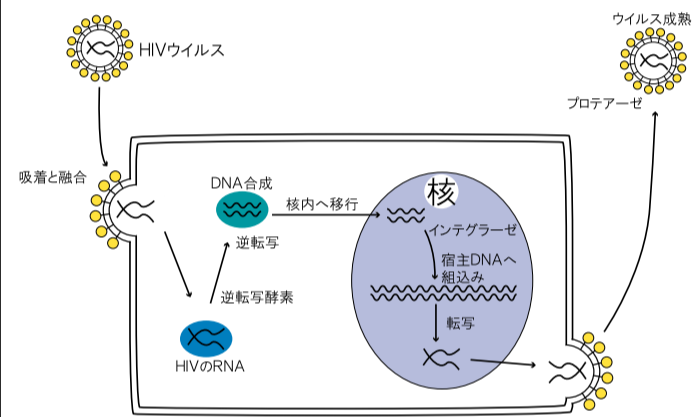 ウイルス成熟
HIVウイルス
プロテアーゼ
吸着と融合
DNA合成
核内へ移行
核
逆転写
インテグラーゼ
宿主DNAへ
組込み
逆転写酵素
転写
HIVのRNA